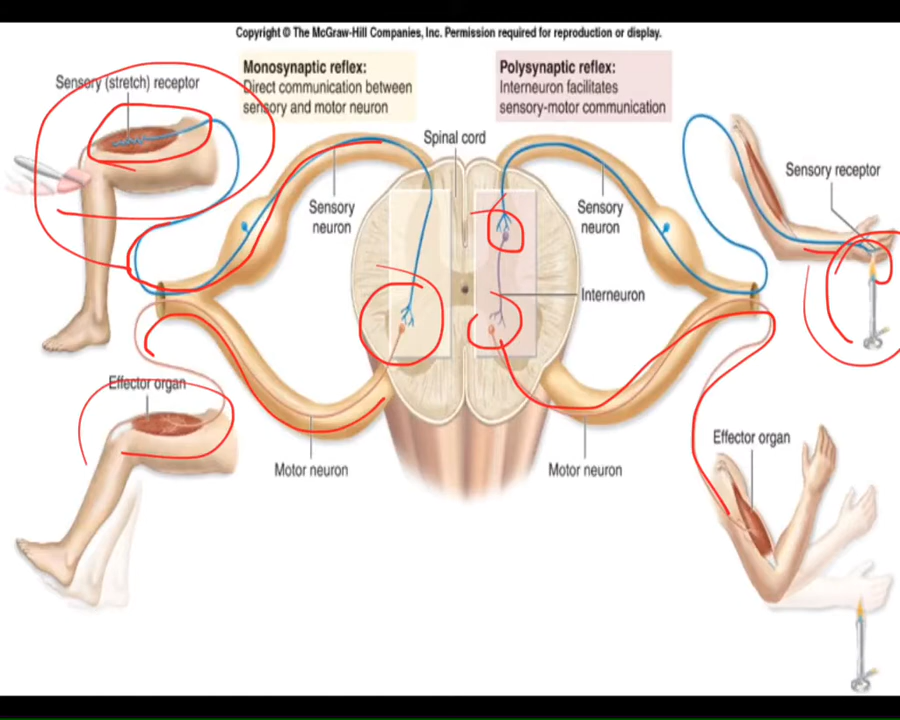 Copyright © The McGraw-Hill Companies, Inc. Permission required for reproduction or display.
Sensory (stretch) receptor
Monosynaptic reflex:
Direct communication between
sensory and motor neuron
Polysynaptic reflex:
Interneuron facilitates
sensory-motor communication
Spinal cord
Sensory receptor
Sensory
neuron
Sensory
neuron
Interneuron
Effector organ
Motor neuron
Motor neuron
Effector organ